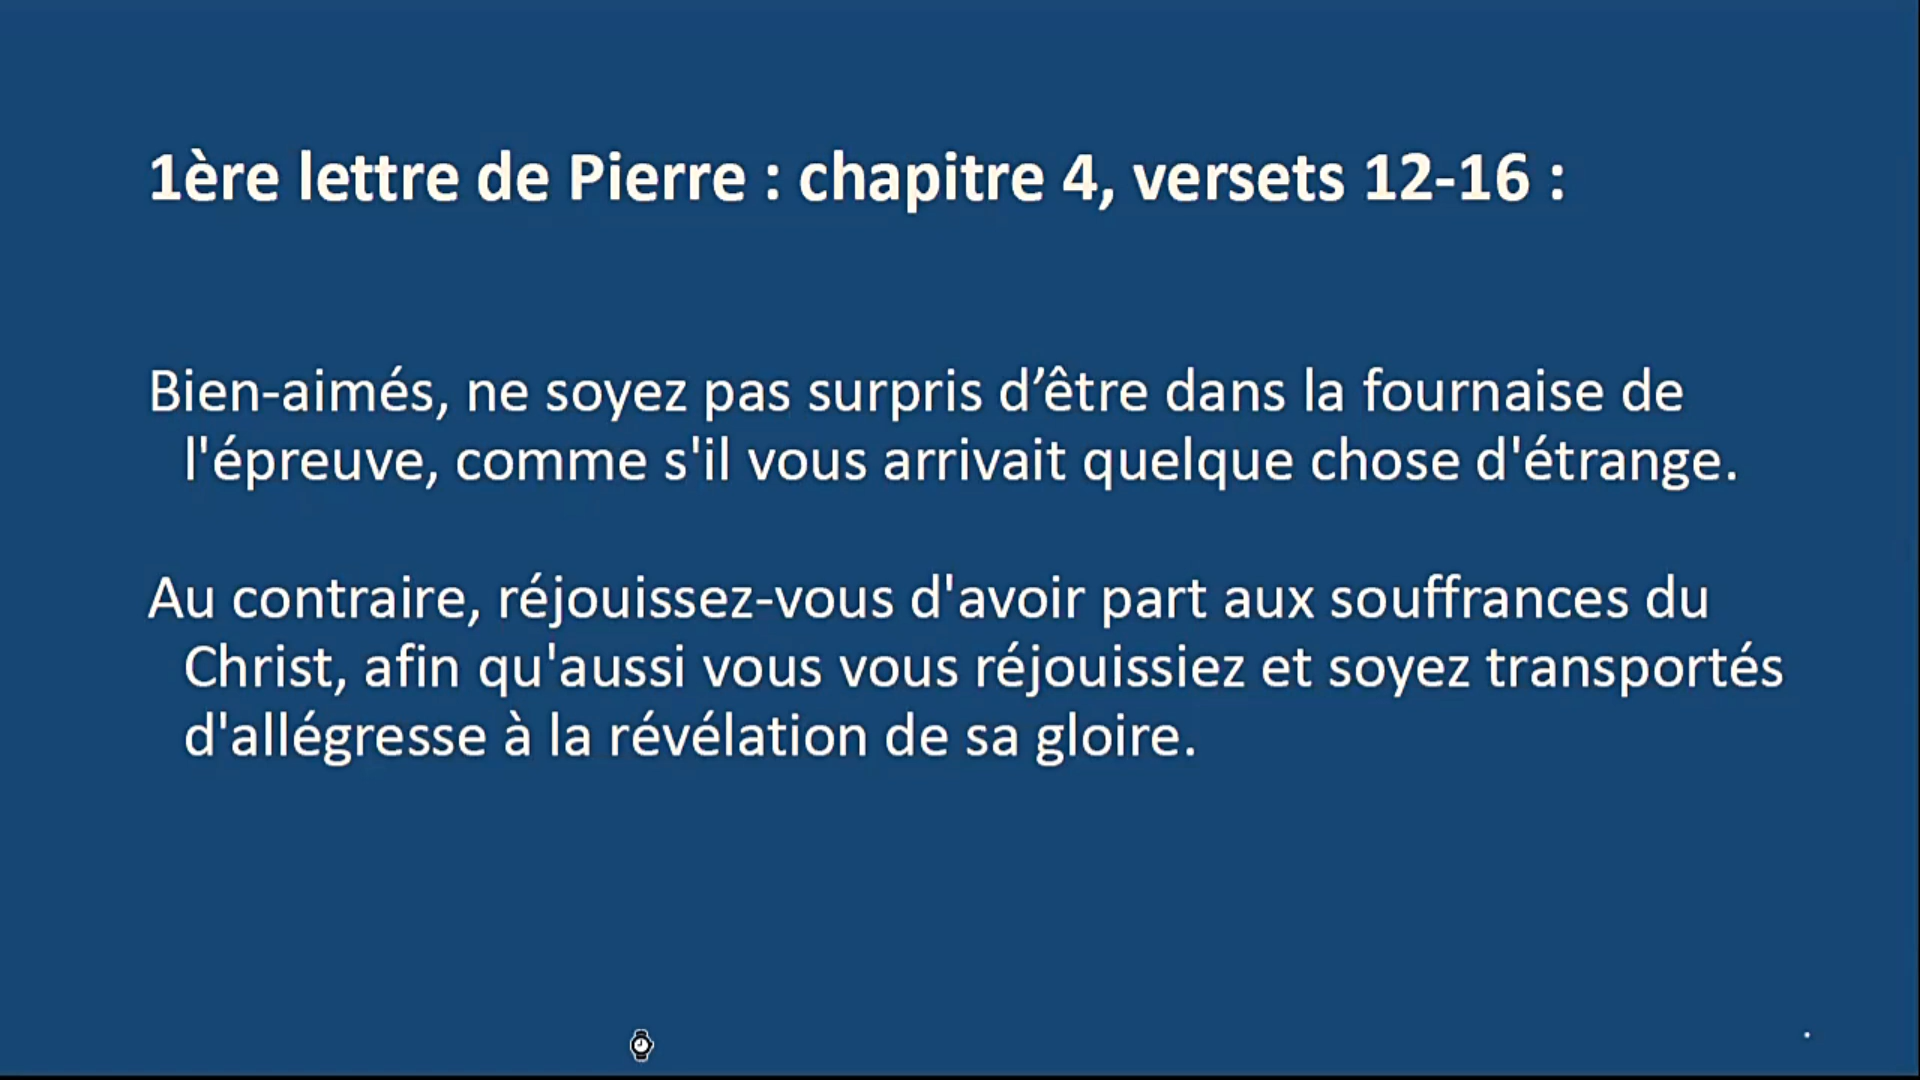 1ère lettre de Pierre : chapitre 4, versets 12-16 :
Bien-aimés, ne soyez pas surpris d’être dans la fournaise de
l'épreuve, comme s'il vous arrivait quelque chose d'étrange.
Au contraire, réjouissez-vous d'avoir part aux souffrances du
Christ, afin qu'aussi vous vous réjouissiez et soyez transportés
d'allégresse à la révélation de sa gloire.
.